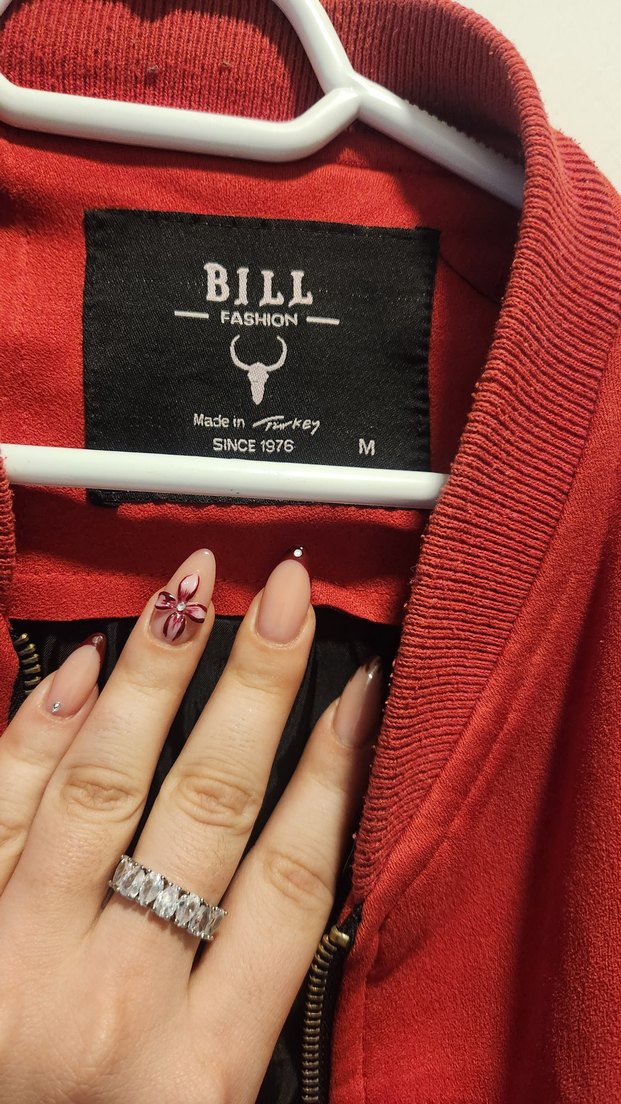 BILL
FASHION
Made in Turkey
SINCE 1976 M